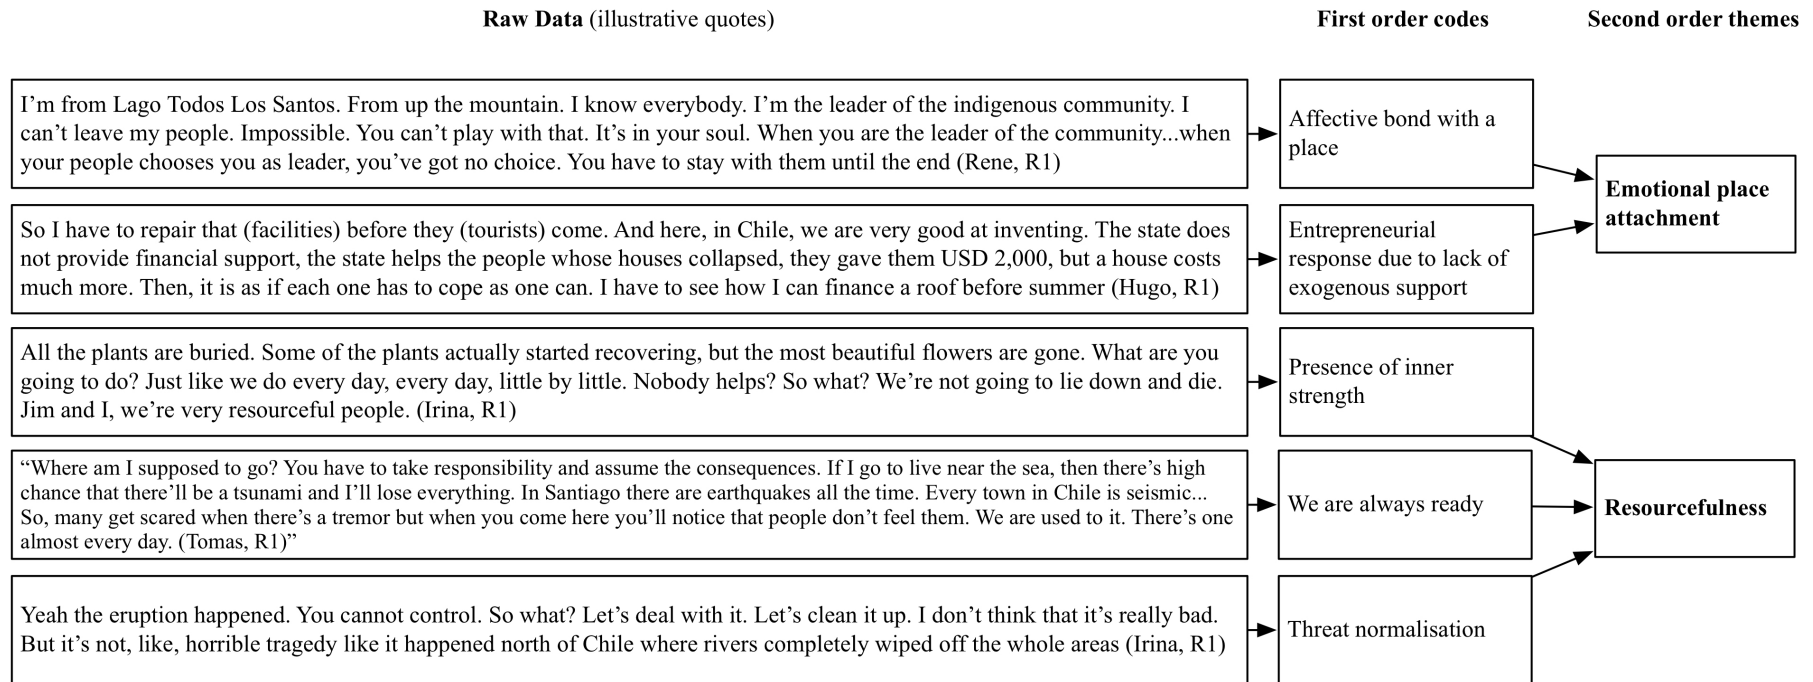 Raw Data (illustrative quotes)
First order codes
Second order themes
I’m from Lago Todos Los Santos. From up the mountain. I know everybody. I’m the leader of the indigenous community. I
can’t leave my people. Impossible. You can’t play with that. It’s in your soul. When you are the leader of the community...when
your people chooses you as leader, you’ve got no choice. You have to stay with them until the end (Rene, R1)
Affective bond with a
place
Emotional place
attachment
So I have to repair that (facilities) before they (tourists) come. And here, in Chile, we are very good at inventing. The state does
not provide financial support, the state helps the people whose houses collapsed, they gave them USD 2,000, but a house costs
much more. Then, it is as if each one has to cope as one can. I have to see how I can finance a roof before summer (Hugo, R1)
Entrepreneurial
response due to lack of
exogenous support
All the plants are buried. Some of the plants actually started recovering, but the most beautiful flowers are gone. What are you
going to do? Just like we do every day, every day, little by little. Nobody helps? So what? We’re not going to lie down and die.
Jim and I, we’re very resourceful people. (Irina, R1)
Presence of inner
strength
“Where am I supposed to go? You have to take responsibility and assume the consequences. If I go to live near the sea, then there’s high
chance that there’ll be a tsunami and I’ll lose everything. In Santiago there are earthquakes all the time. Every town in Chile is seismic...
So, many get scared when there’s a tremor but when you come here you’ll notice that people don’t feel them. We are used to it. There’s one
almost every day. (Tomas, R1)”
We are always ready
Resourcefulness
Yeah the eruption happened. You cannot control. So what? Let’s deal with it. Let’s clean it up. I don’t think that it’s really bad.
But it’s not, like, horrible tragedy like it happened north of Chile where rivers completely wiped off the whole areas (Irina, R1)
Threat normalisation